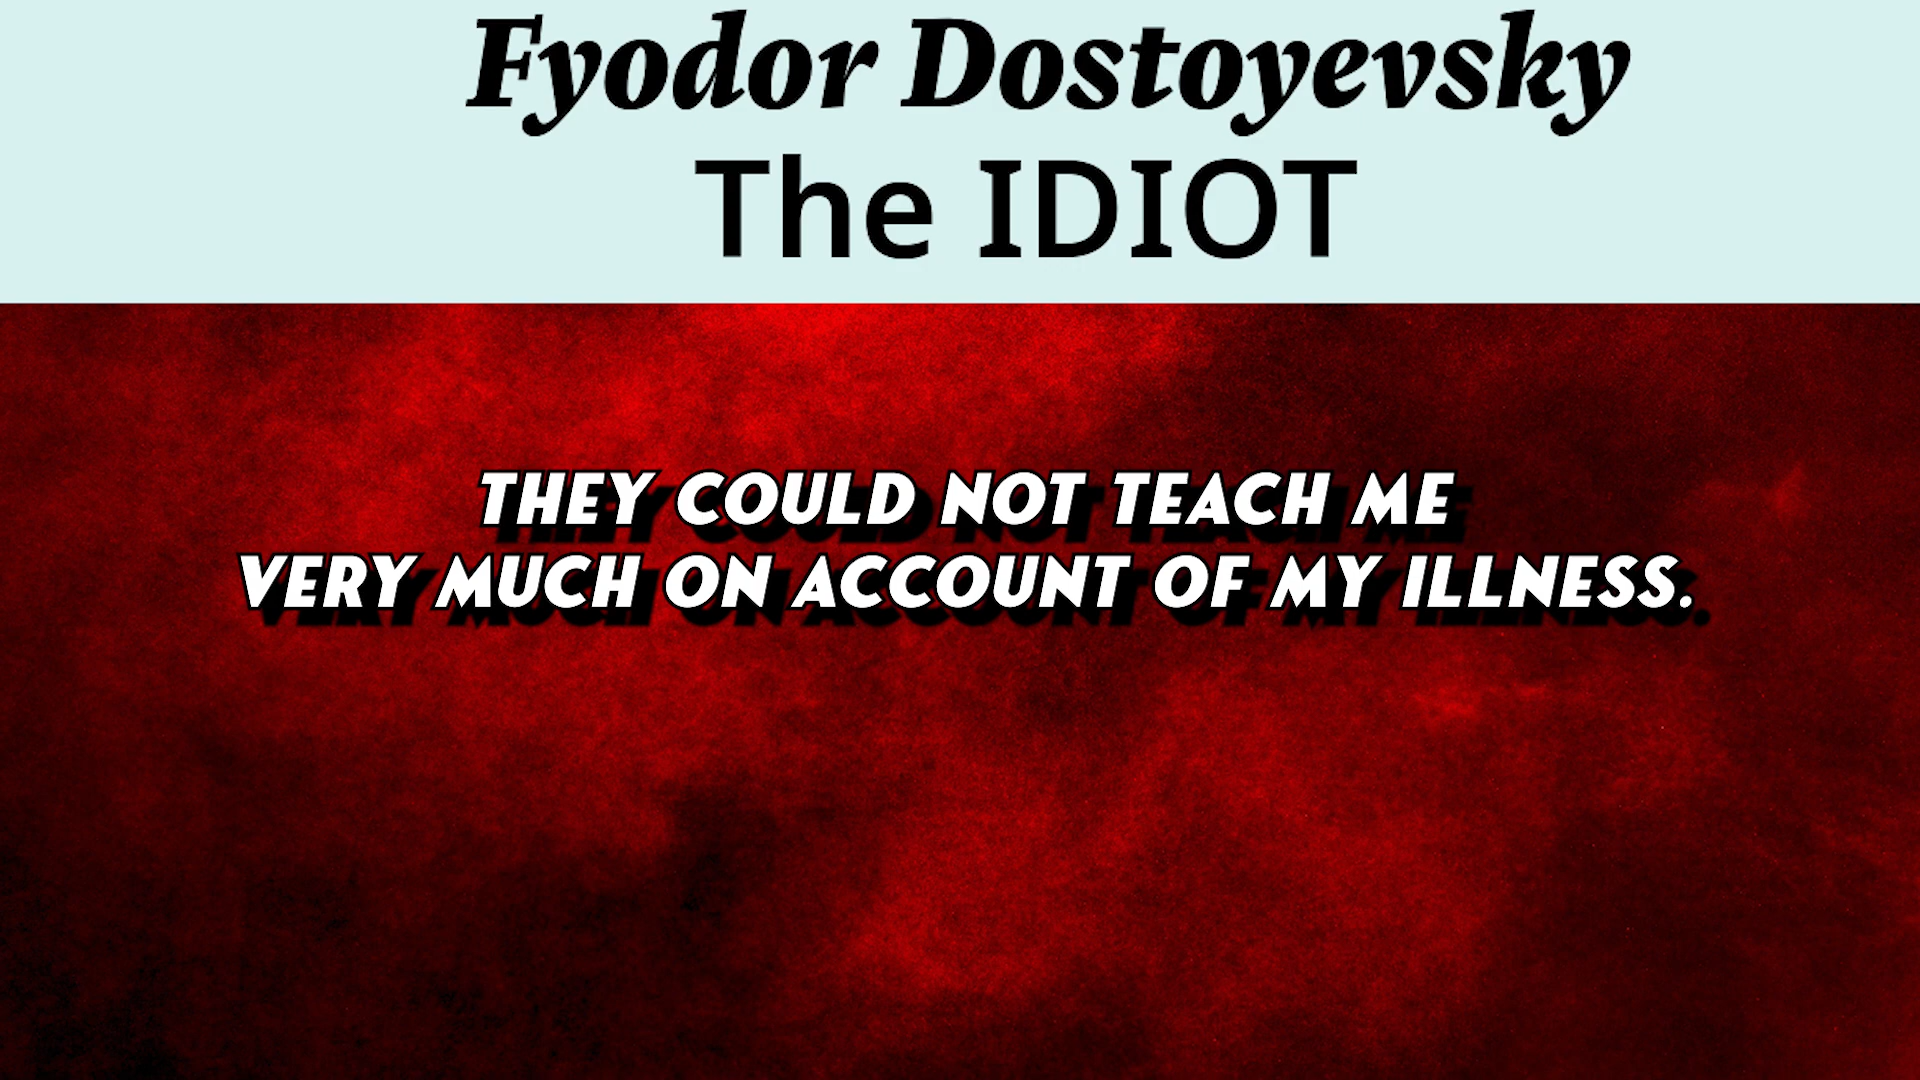 Fyodor Dostoyevsky
The IDIOT
THEY COULD NOT TEACH ME
VERY MUCH ON ACCOUNT OF MY ILLNESS.